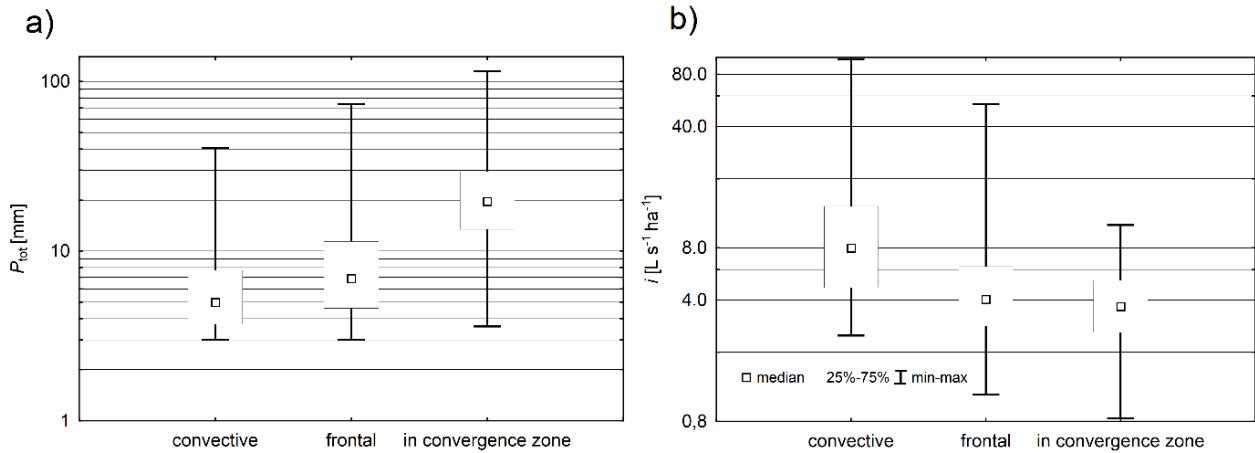 a)
100
10
1
P tot [mm]
convective
frontal
in convergence zone
b)
80.0
40.0
8.0
4.0
0,8
i [L s⁻¹ ha⁻¹]
median 25%-75% min-max
convective
frontal
in convergence zone